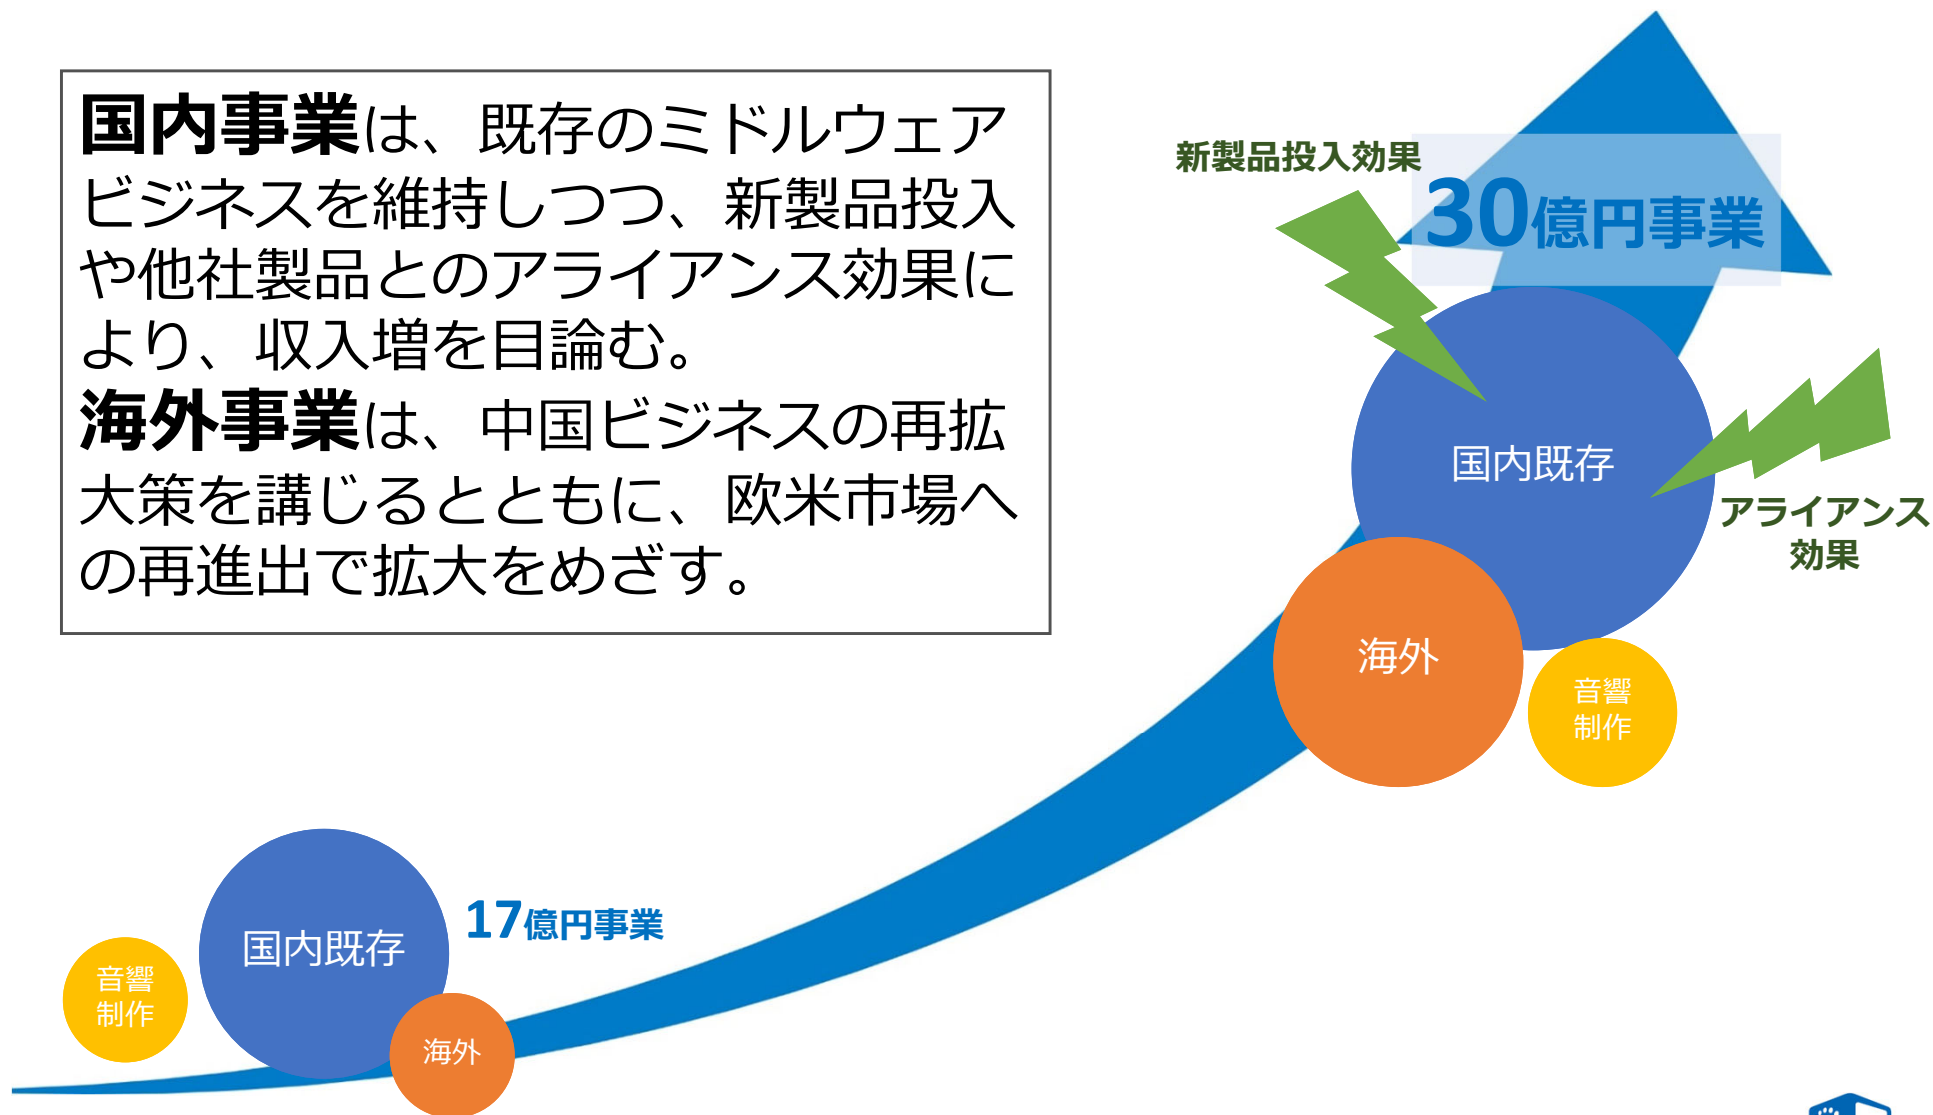 国内事業は、既存のミドルウェア
ビジネスを維持しつつ、新製品投入
や他社製品とのアライアンス効果に
より、収入増を目論む。
海外事業は、中国ビジネスの再拡
大策を講じるとともに、欧米市場へ
の再進出で拡大をめざす。
新製品投入効果
30億円事業
国内既存
アライアンス
効果
海外
音響
制作
17億円事業
国内既存
音響
制作
海外